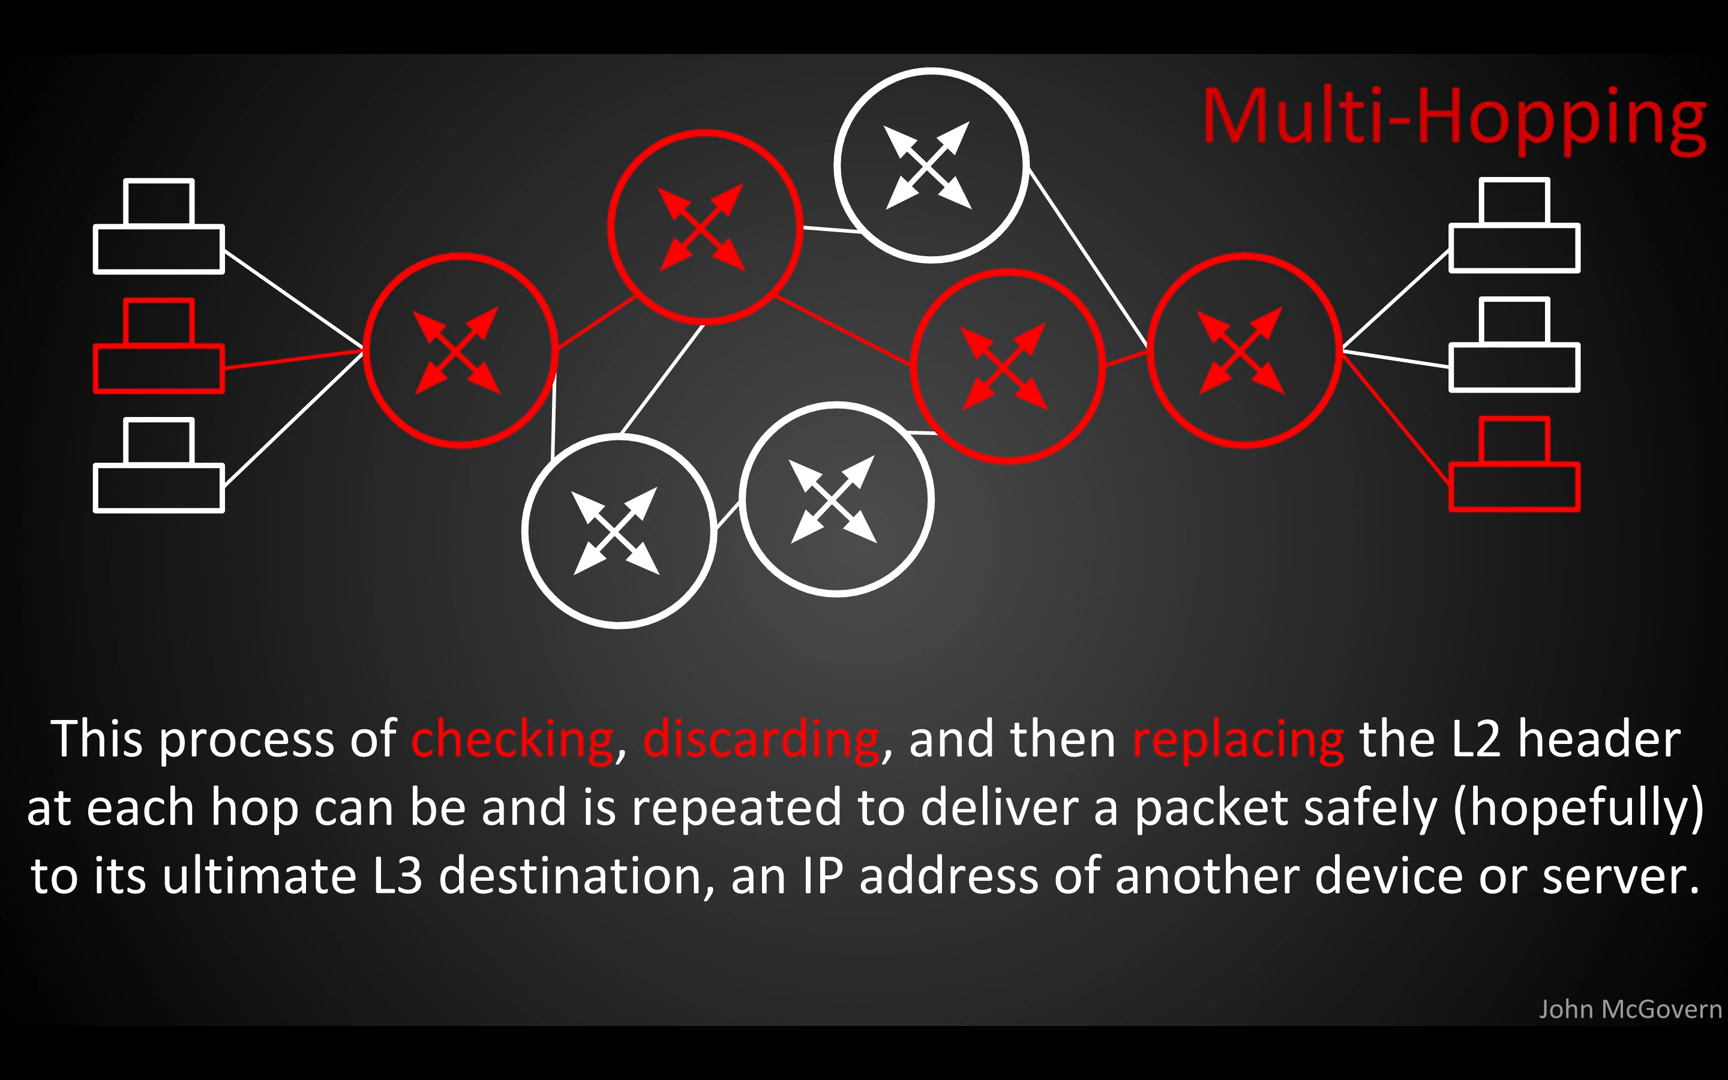 Multi-Hopping
This process of checking, discarding, and then replacing the L2 header
at each hop can be and is repeated to deliver a packet safely (hopefully)
to its ultimate L3 destination, an IP address of another device or server.
John McGovern